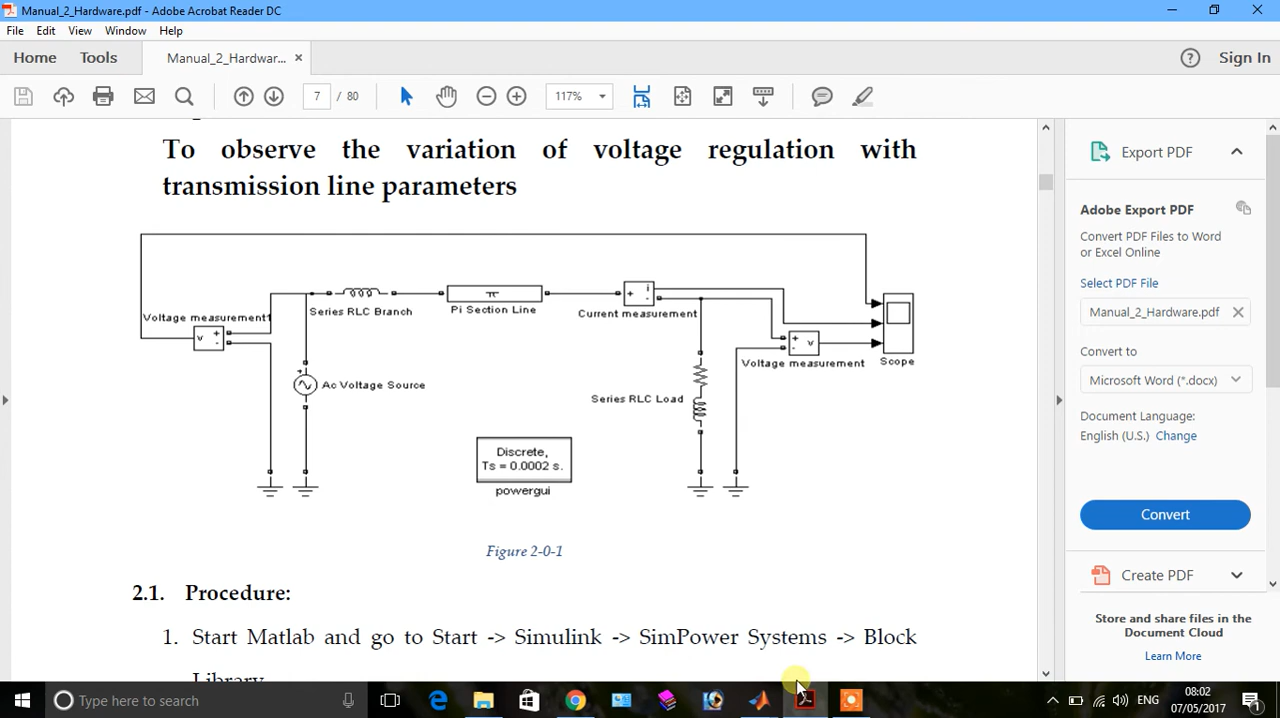 Manual_2_Hardware.pdf - Adobe Acrobat Reader DC
File Edit View Window Help
Home Tools Manual_2_Hardwar... × Sign In
7 / 80 117%
To observe the variation of voltage regulation with
transmission line parameters
Voltage measurement1
v
+
-
Series RLC Branch
Pi Section Line
+ i
-
Current measurement
+ v
-
Voltage measurement
Scope
Ac Voltage Source
Series RLC Load
Discrete,
Ts = 0.0002 s.
powergui
Figure 2-0-1
2.1. Procedure:
1. Start Matlab and go to Start -> Simulink -> SimPower Systems -> Block
Library
Export PDF
Adobe Export PDF
Convert PDF Files to Word
or Excel Online
Select PDF File
Manual_2_Hardware.pdf
Convert to
Microsoft Word (*.docx)
Document Language:
English (U.S.) Change
Convert
Create PDF
Store and share files in the
Document Cloud
Learn More
Type here to search
ENG
08:02
07/05/2017
1